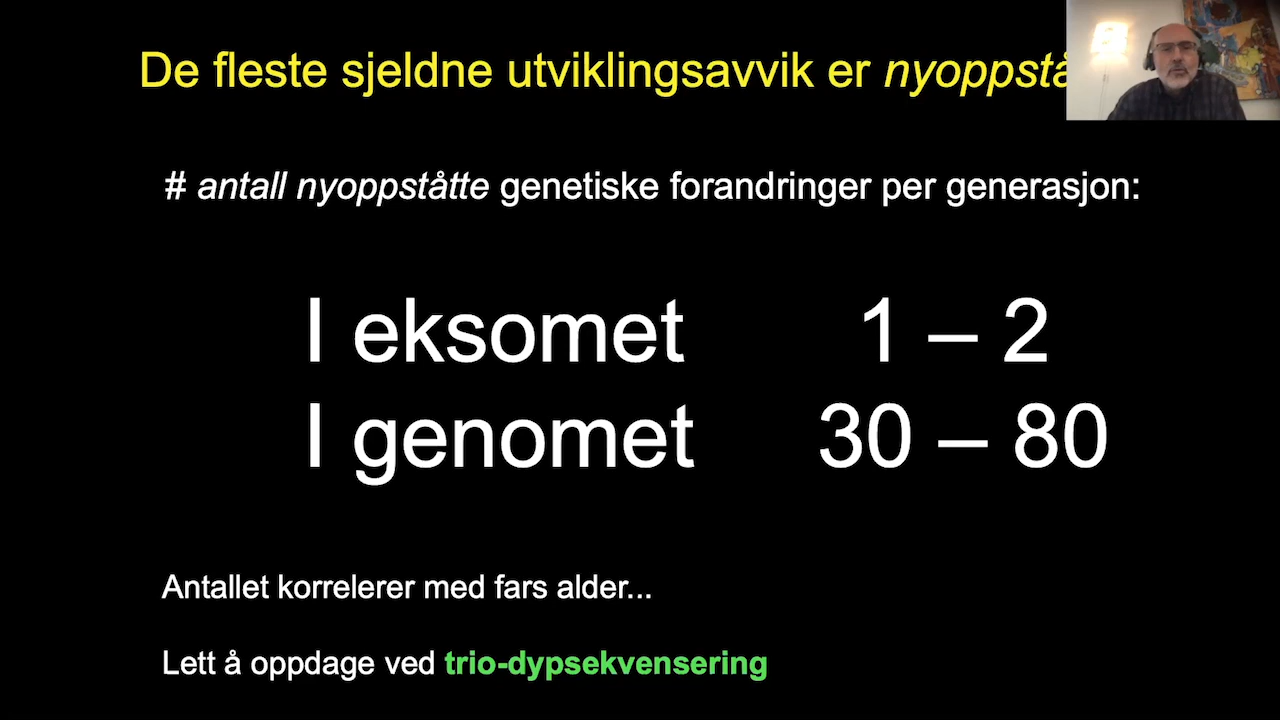 De fleste sjeldne utviklingsavvik er
# antall nyoppståtte genetiske forandringer per generasjon:
I eksomet 1 – 2
I genomet 30 – 80
Antallet korrelerer med fars alder...
Lett å oppdage ved trio-dypsekvensering